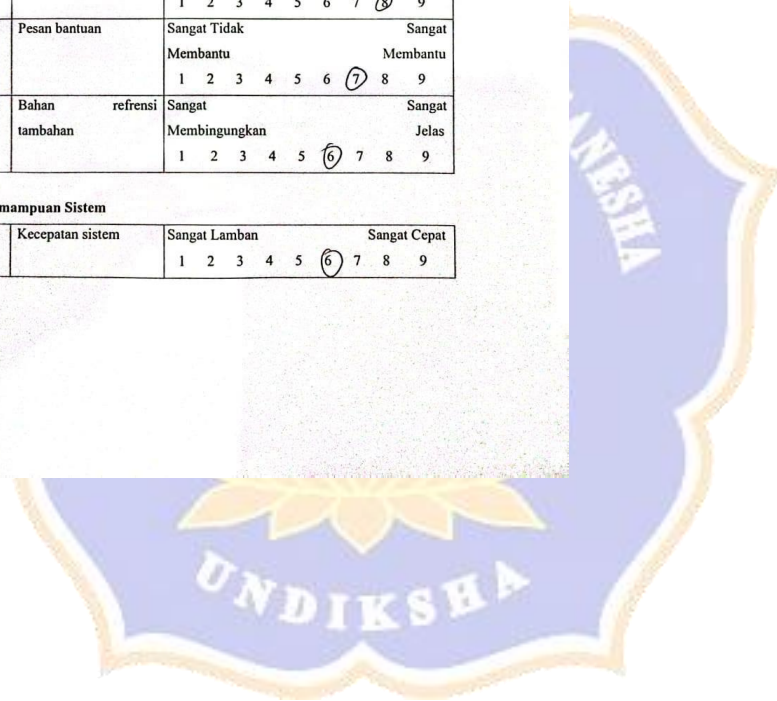 1 2 3 4 5 6 7 8 9
Pesan bantuan Sangat Tidak Sangat
Membantu Membantu
1 2 3 4 5 6 7 8 9
Bahan refrensi Sangat Sangat
tambahan Membingungkan Jelas
1 2 3 4 5 6 7 8 9
mampuan Sistem
Kecepatan sistem Sangat Lamban Sangat Cepat
1 2 3 4 5 6 7 8 9
ANESHA
UNDIKSHA